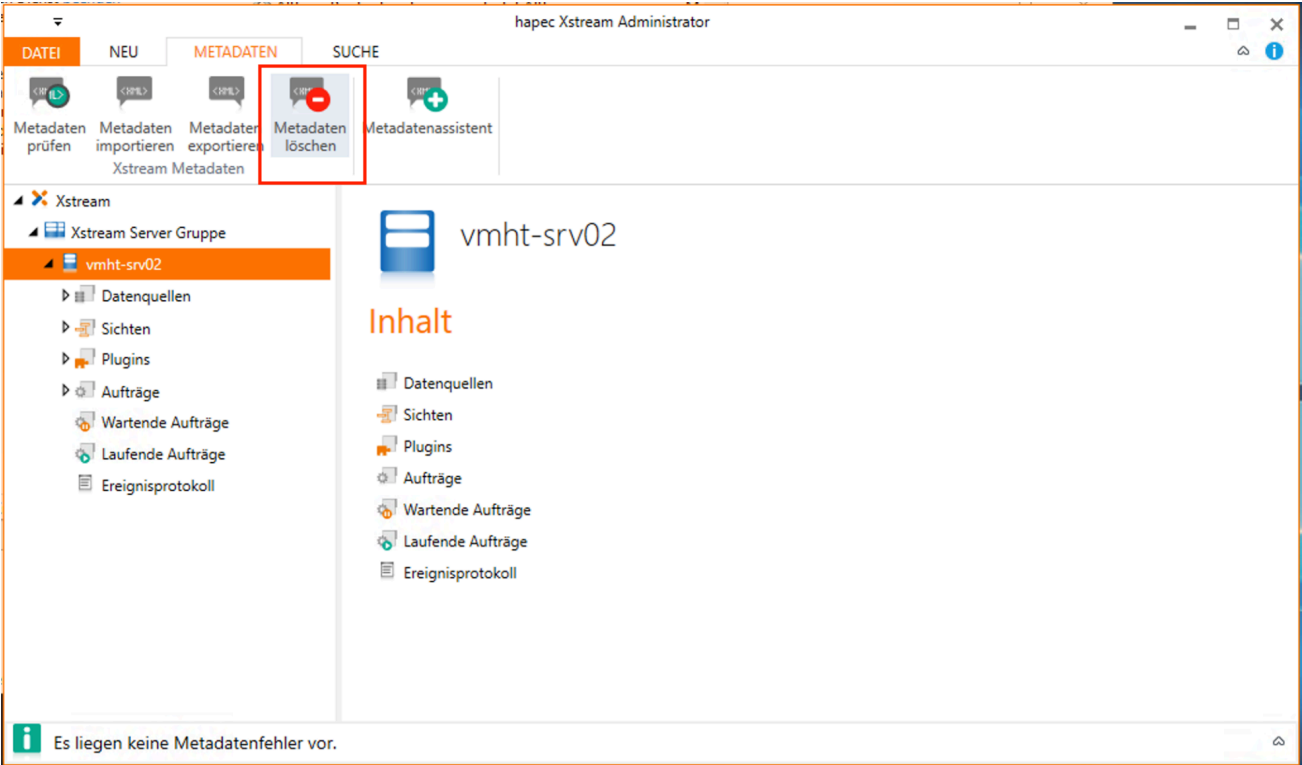 hapec Xstream Administrator
DATEI NEU METADATEN SUCHE
Metadaten prüfen
Metadaten importieren
Metadaten exportieren
Metadaten löschen
Metadatenassistent
Xstream Metadaten
Xstream
Xstream Server Gruppe
vmht-srv02
Datenquellen
Sichten
Plugins
Aufträge
Wartende Aufträge
Laufende Aufträge
Ereignisprotokoll
vmht-srv02
Inhalt
Datenquellen
Sichten
Plugins
Aufträge
Wartende Aufträge
Laufende Aufträge
Ereignisprotokoll
Es liegen keine Metadatenfehler vor.